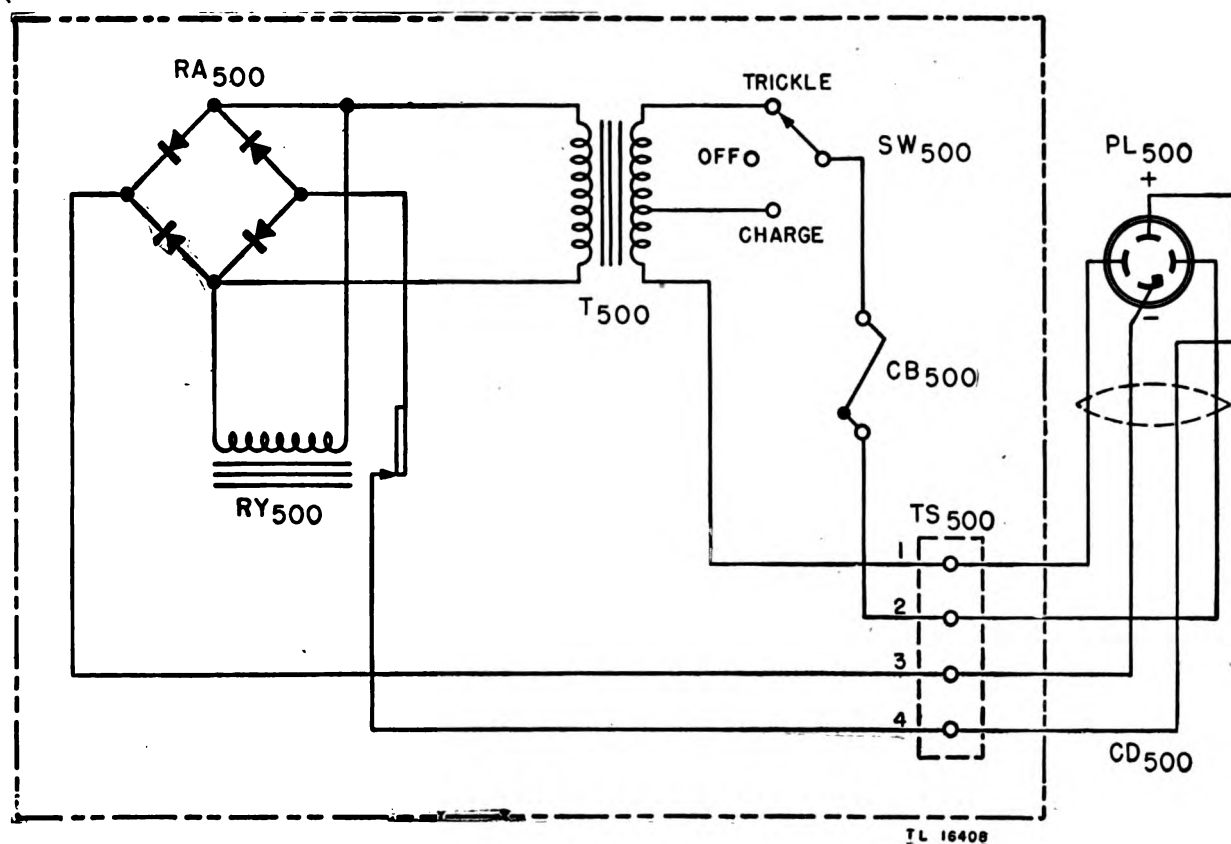 RA500
TRICKLE
OFF
SW500
CHARGE
PL500
+
-
T500
CB500
RY500
TS500
1
2
3
4
CD500
TL 16408